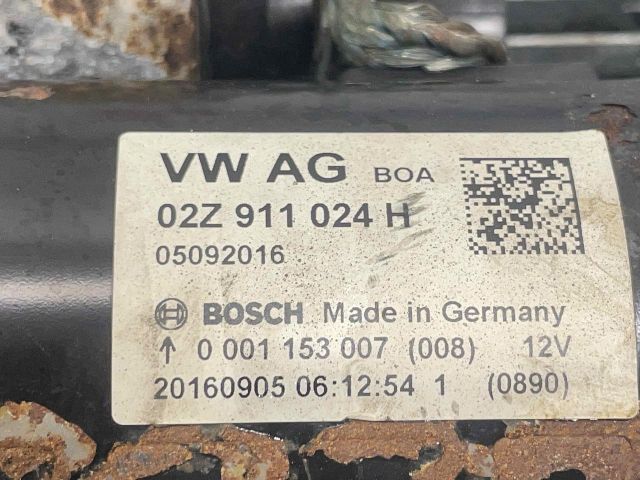 VW AG BOA
02Z 911 024 H
05092016
BOSCH Made in Germany
↑ 0 001 153 007 (008) 12V
20160905 06:12:54 1 (0890)